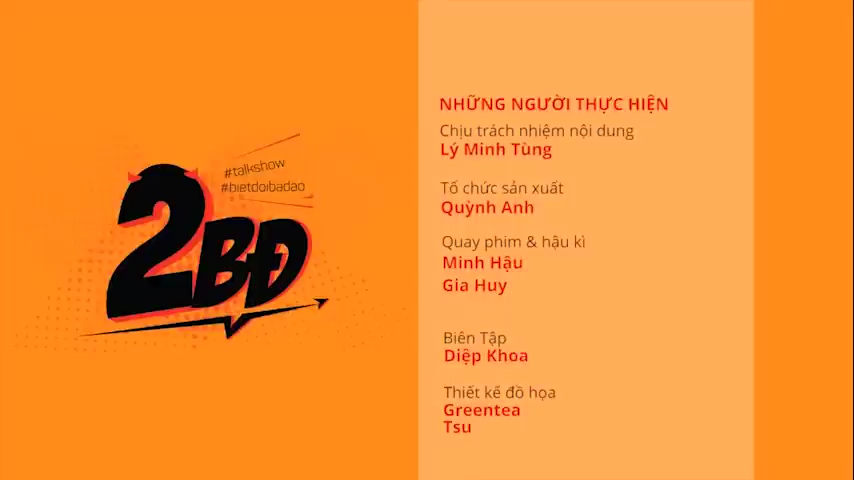 #talkshow
#bietdoibadao
2BĐ
NHỮNG NGƯỜI THỰC HIỆN
Chịu trách nhiệm nội dung
Lý Minh Tùng
Tổ chức sản xuất
Quỳnh Anh
Quay phim & hậu kì
Minh Hậu
Gia Huy
Biên Tập
Diệp Khoa
Thiết kế đồ họa
Greentea
Tsu